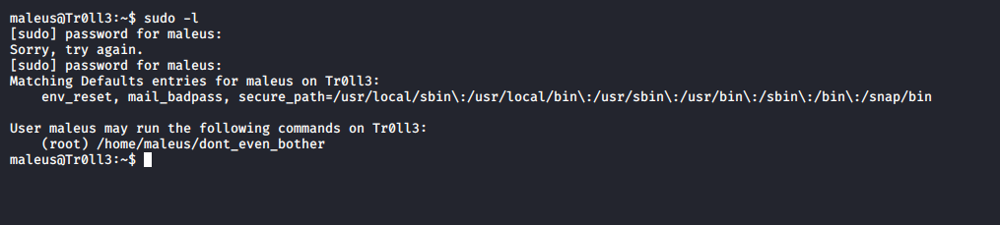 maleus@Tr0ll3:~$ sudo -l
[sudo] password for maleus:
Sorry, try again.
[sudo] password for maleus:
Matching Defaults entries for maleus on Tr0ll3:
    env_reset, mail_badpass, secure_path=/usr/local/sbin\:/usr/local/bin\:/usr/sbin\:/usr/bin\:/sbin\:/bin\:/snap/bin

User maleus may run the following commands on Tr0ll3:
    (root) /home/maleus/dont_even_bother
maleus@Tr0ll3:~$